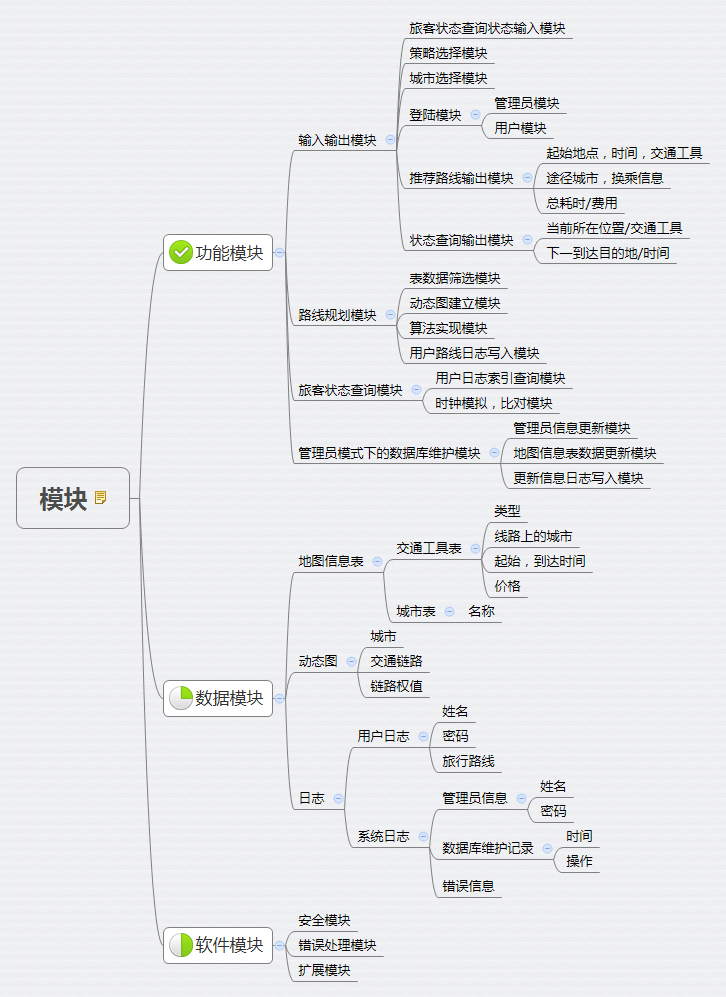 模块
功能模块
输入输出模块
旅客状态查询状态输入模块
策略选择模块
城市选择模块
登陆模块
管理员模块
用户模块
推荐路线输出模块
起始地点，时间，交通工具
途径城市，换乘信息
总耗时/费用
状态查询输出模块
当前所在位置/交通工具
下一到达目的地/时间
路线规划模块
表数据筛选模块
动态图建立模块
算法实现模块
用户路线日志写入模块
旅客状态查询模块
用户日志索引查询模块
时钟模拟，比对模块
管理员模式下的数据库维护模块
管理员信息更新模块
地图信息表数据更新模块
更新信息日志写入模块
数据模块
地图信息表
交通工具表
类型
线路上的城市
起始，到达时间
价格
城市表
名称
动态图
城市
交通链路
链路权值
日志
用户日志
姓名
密码
旅行路线
系统日志
管理员信息
姓名
密码
数据库维护记录
时间
操作
错误信息
软件模块
安全模块
错误处理模块
扩展模块